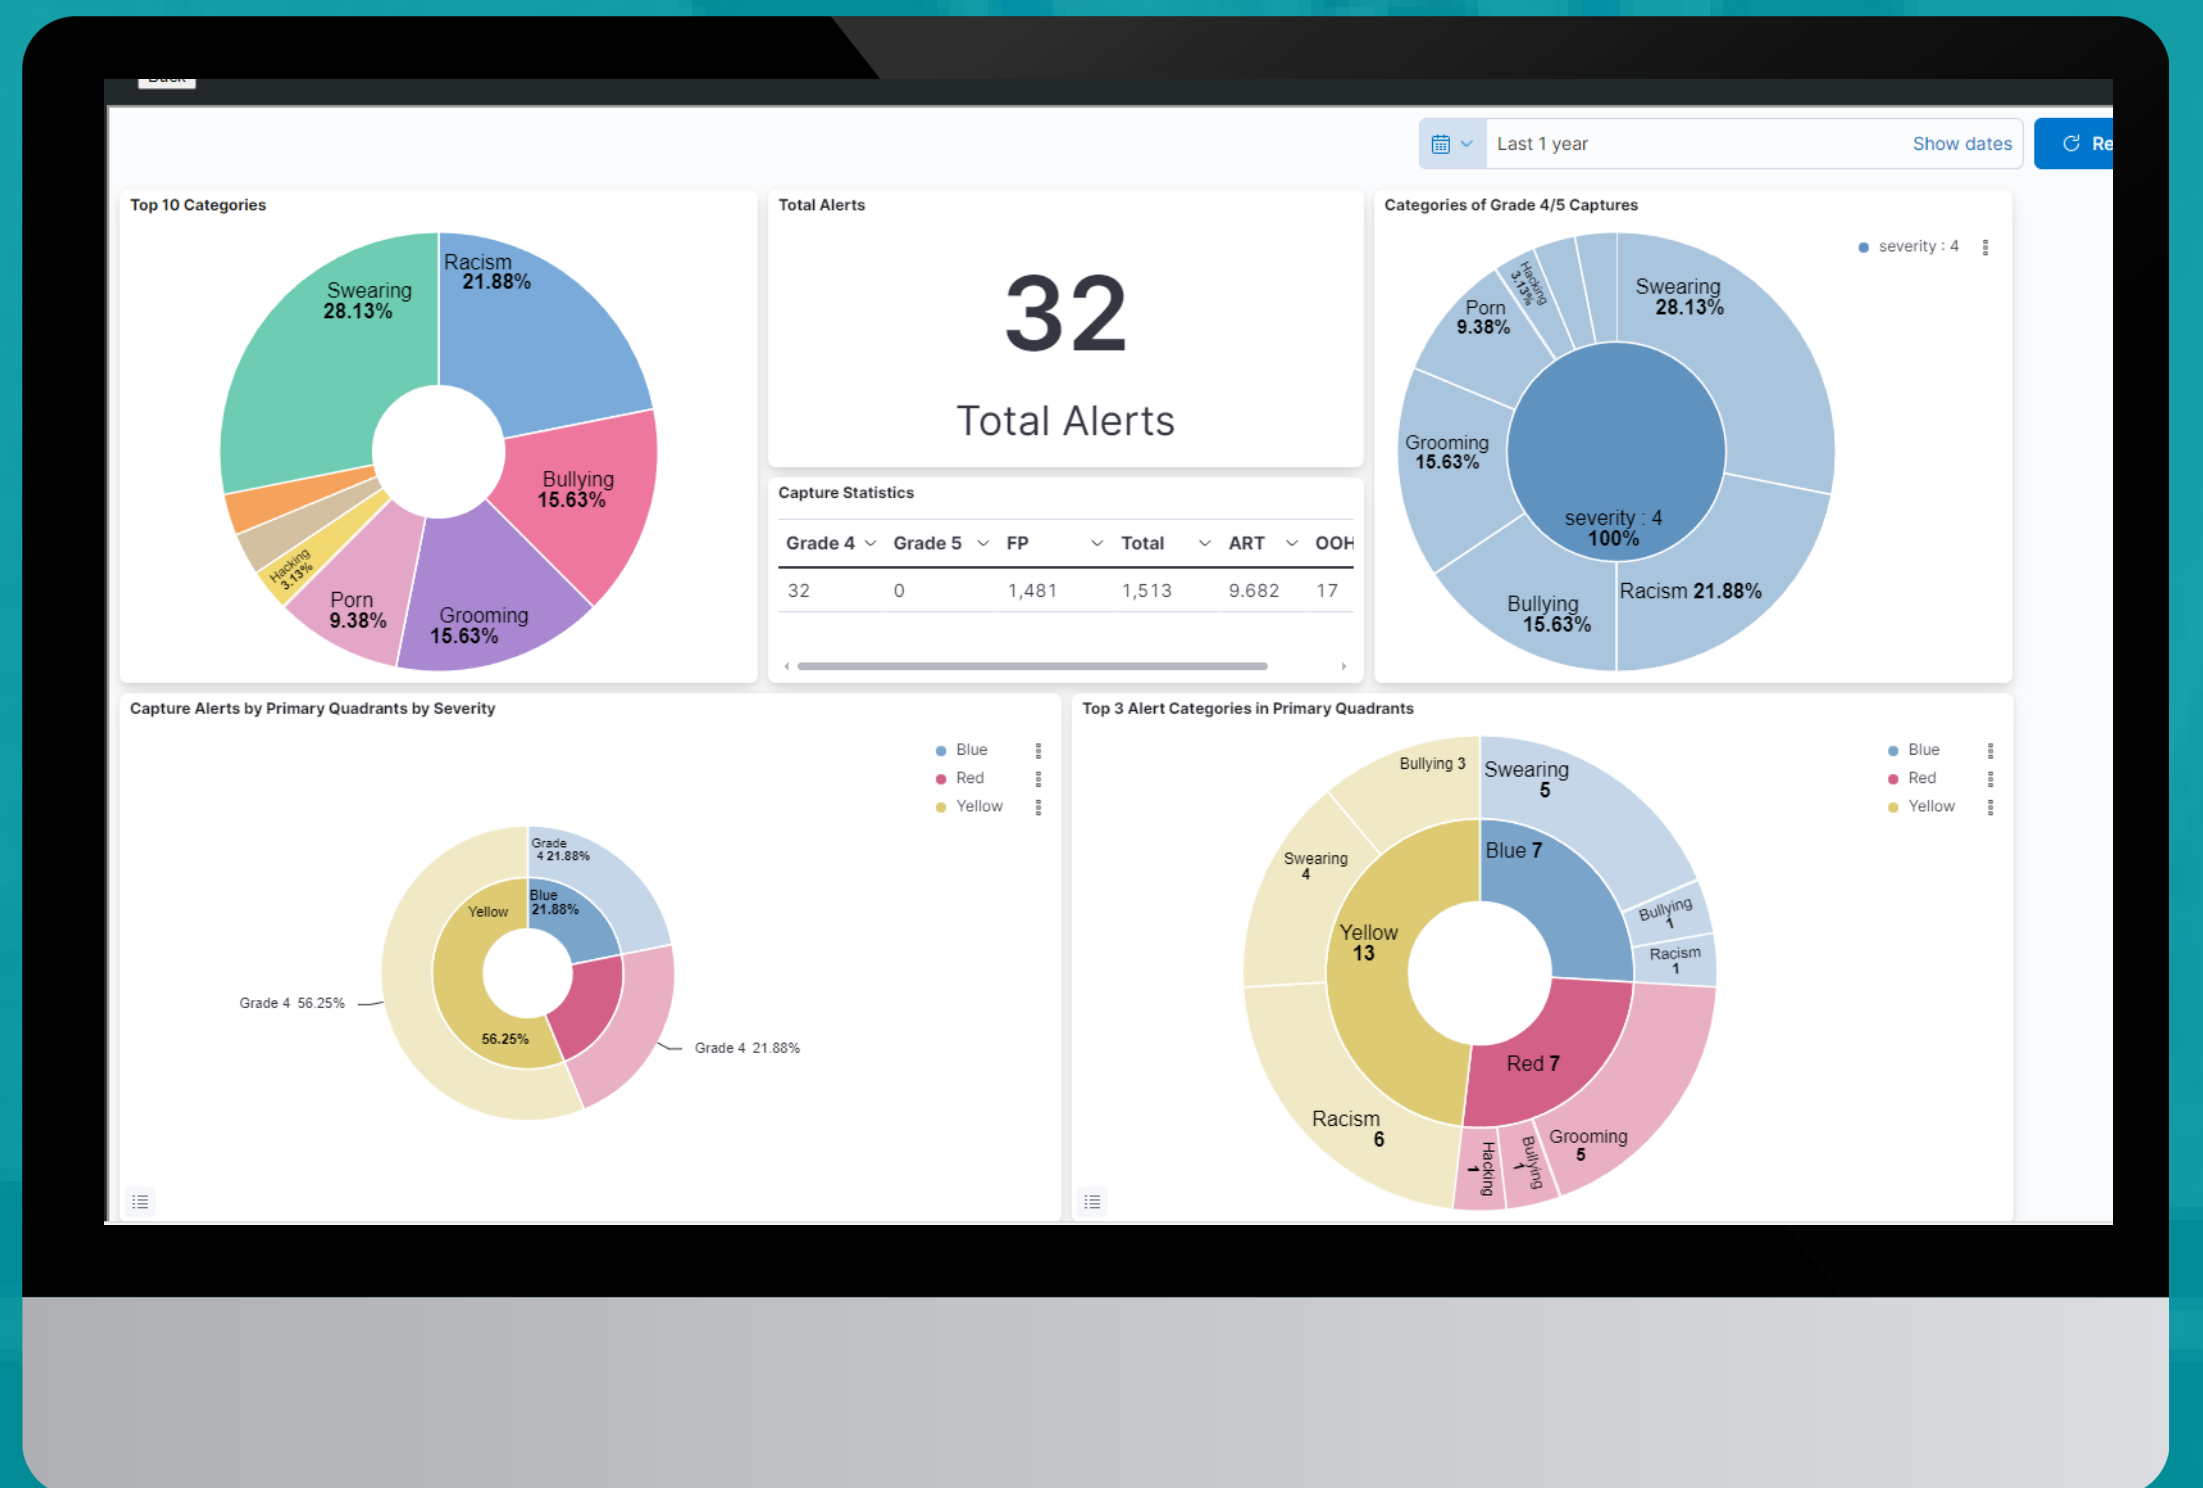 Last 1 year
Show dates
Top 10 Categories
Racism
21.88%
Swearing
28.13%
Bullying
15.63%
Hacking
3.13%
Porn
9.38%
Grooming
15.63%
Total Alerts
32
Total Alerts
Capture Statistics
Grade 4 Grade 5 FP Total ART OOH
32 0 1,481 1,513 9.682 17
Categories of Grade 4/5 Captures
severity : 4
Hacking
3.13%
Swearing
28.13%
Porn
9.38%
Grooming
15.63%
severity : 4
100%
Racism 21.88%
Bullying
15.63%
Capture Alerts by Primary Quadrants by Severity
Blue
Red
Yellow
Grade
4 21.88%
Blue
21.88%
Yellow
56.25%
Grade 4 56.25%
Grade 4 21.88%
Top 3 Alert Categories in Primary Quadrants
Blue
Red
Yellow
Bullying 3
Swearing
5
Blue 7
Swearing
4
Bullying
1
Yellow
13
Racism
1
Red 7
Racism
6
Grooming
5
Hacking
1
Bullying
1